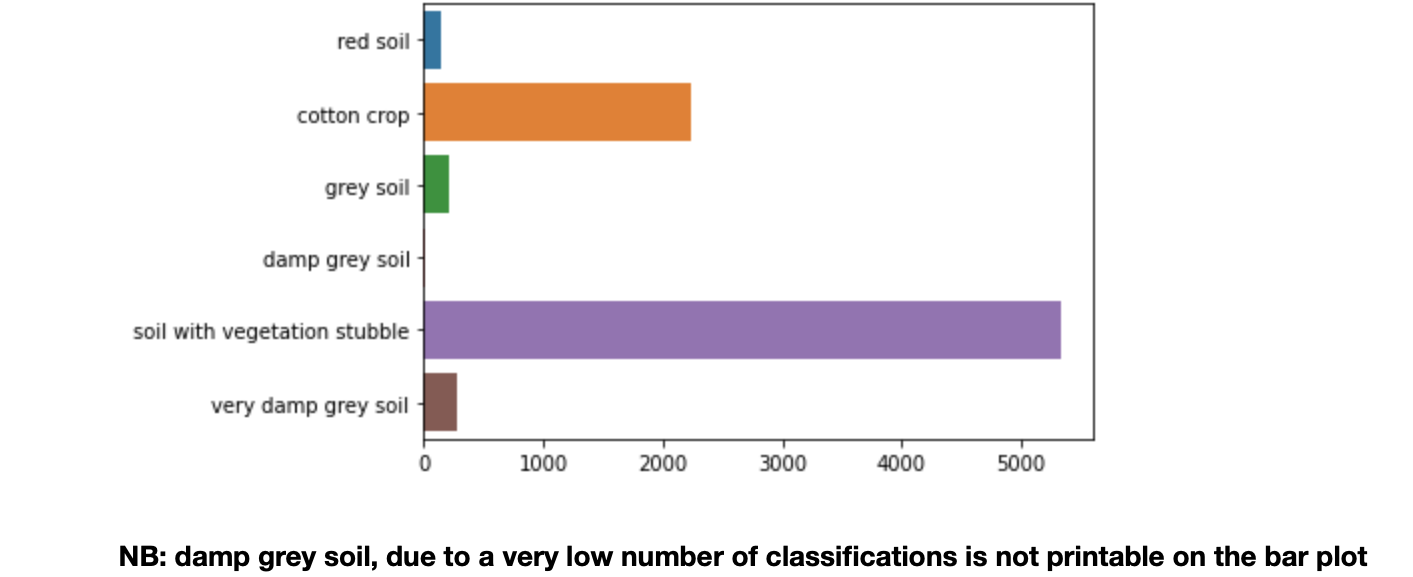 red soil
cotton crop
grey soil
damp grey soil
soil with vegetation stubble
very damp grey soil
0 1000 2000 3000 4000 5000
NB: damp grey soil, due to a very low number of classifications is not printable on the bar plot